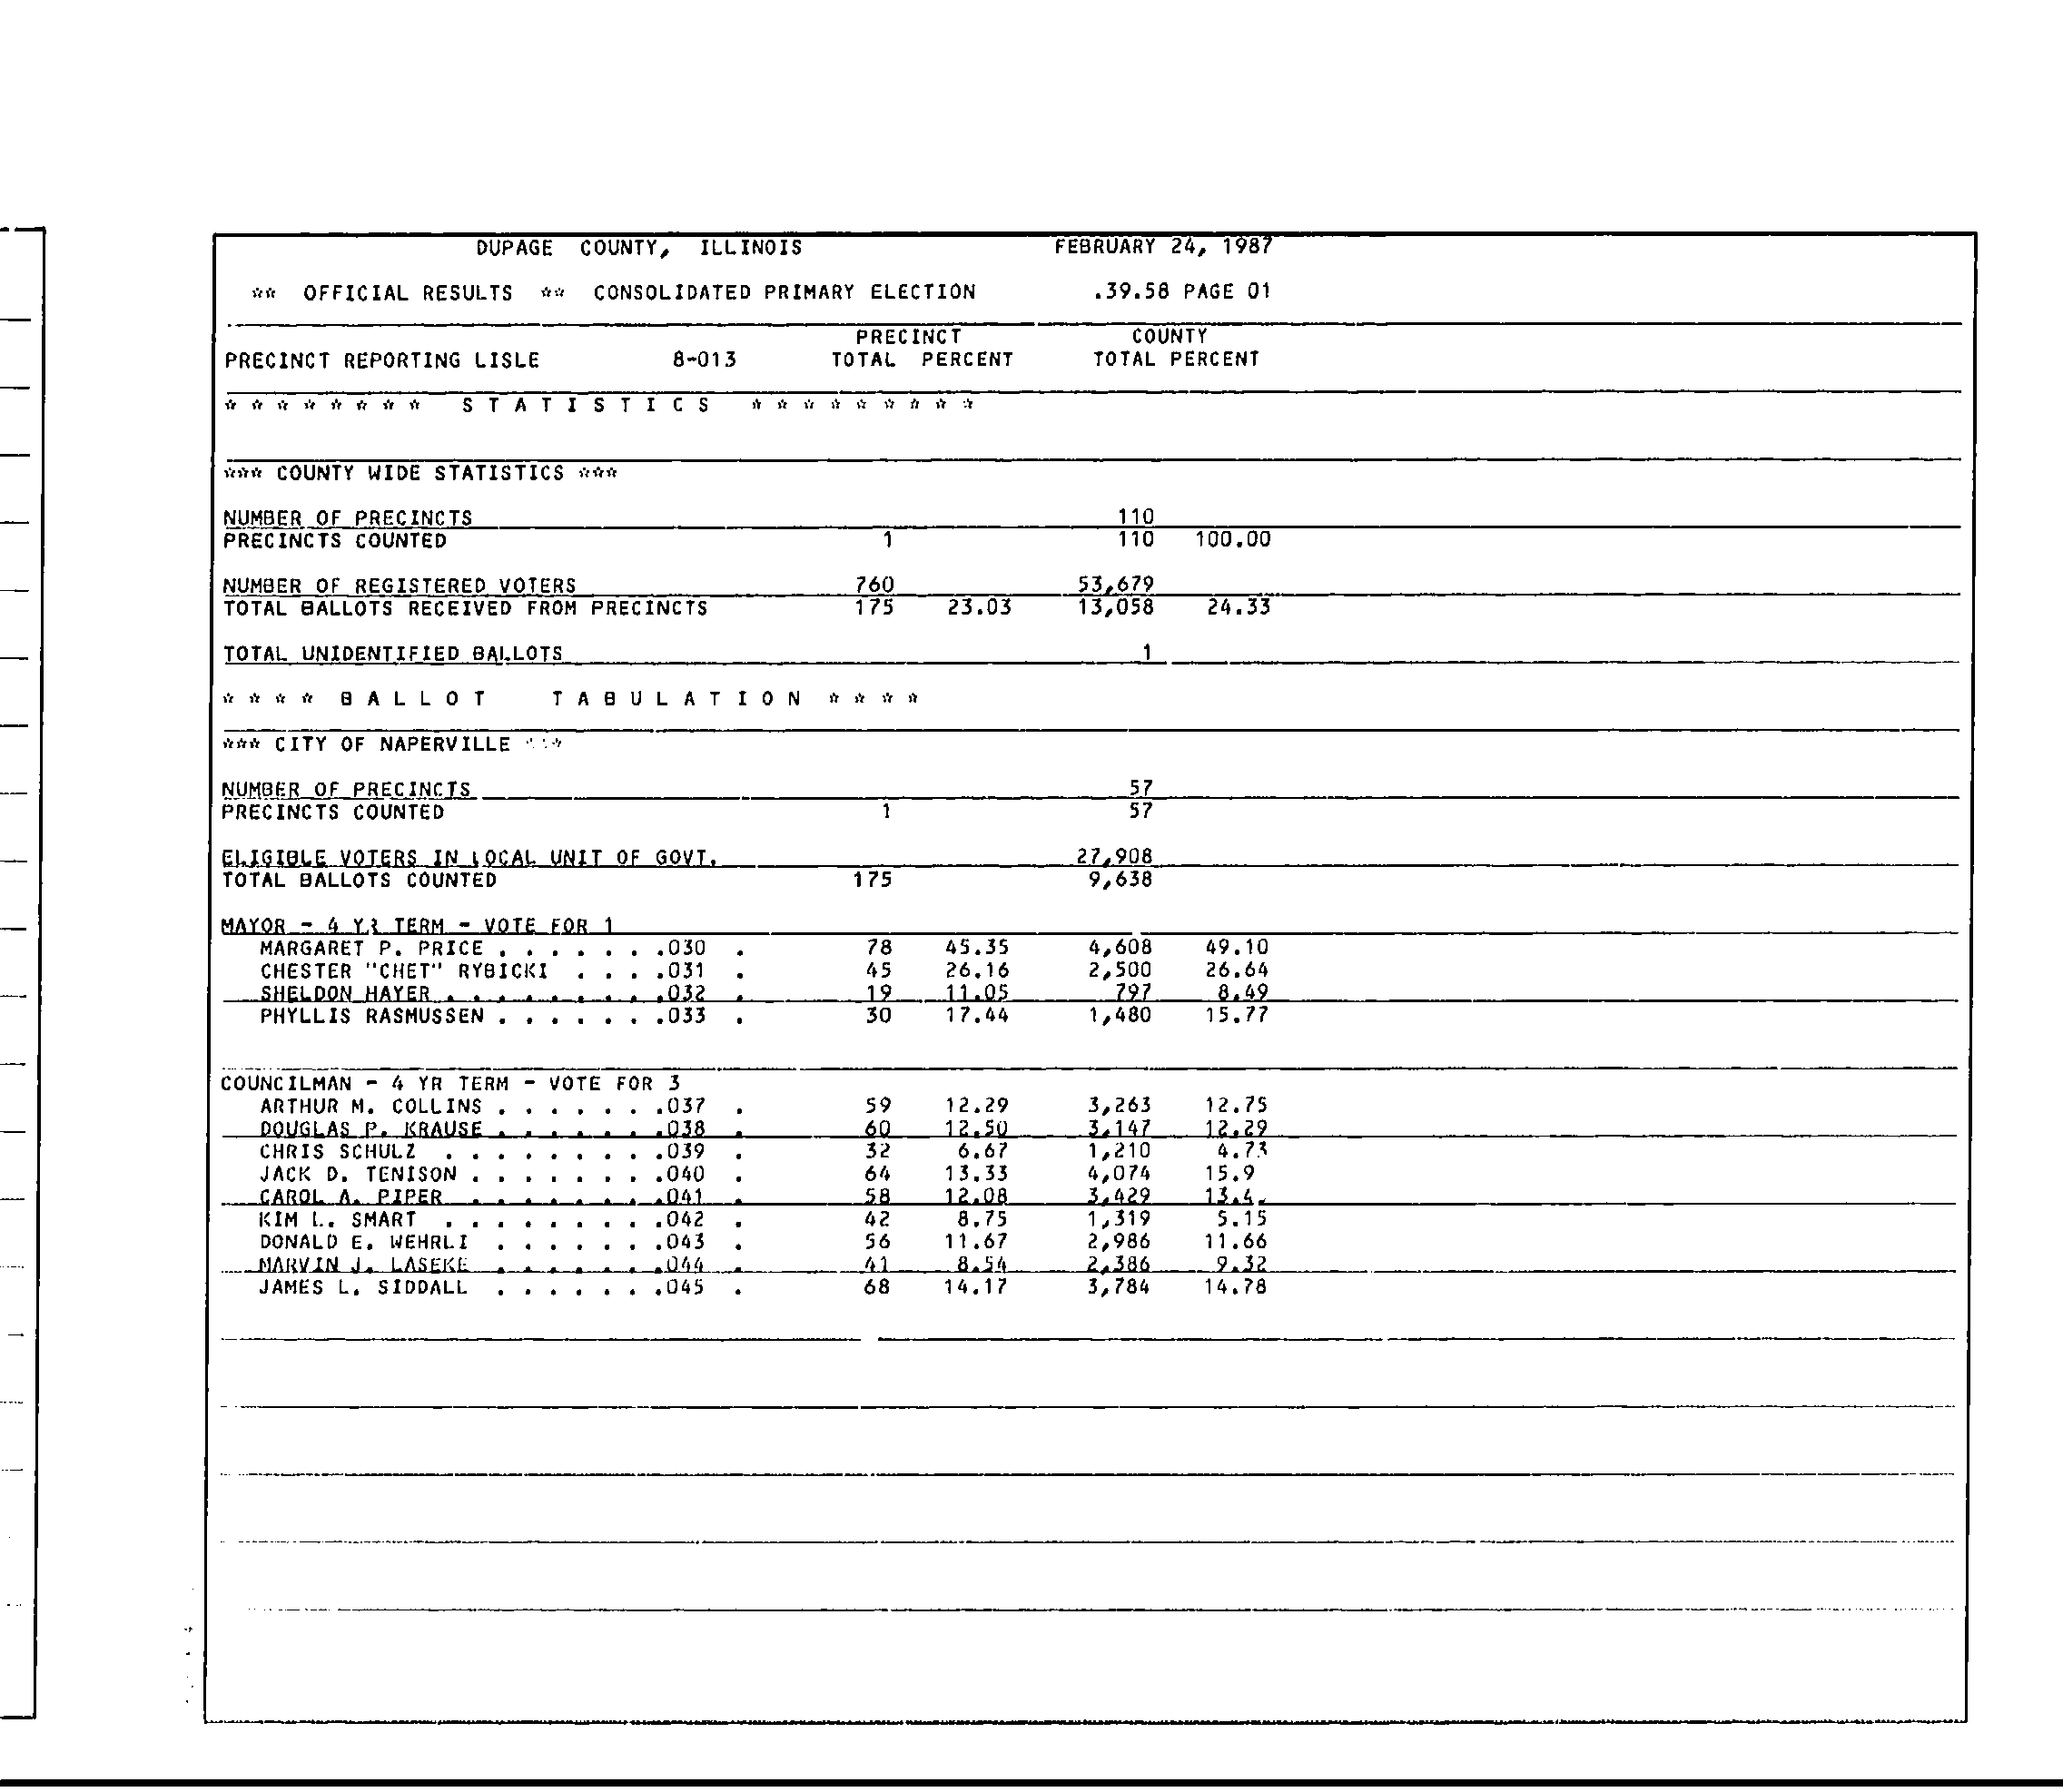 DUPAGE COUNTY, ILLINOIS FEBRUARY 24, 1987
** OFFICIAL RESULTS ** CONSOLIDATED PRIMARY ELECTION .39.58 PAGE 01
PRECINCT COUNTY
PRECINCT REPORTING LISLE 8-013 TOTAL PERCENT TOTAL PERCENT
* * * * * * * * S T A T I S T I C S * * * * * * * * *
*** COUNTY WIDE STATISTICS ***
NUMBER OF PRECINCTS 110
PRECINCTS COUNTED 1 110 100.00
NUMBER OF REGISTERED VOTERS 760 53,679
TOTAL BALLOTS RECEIVED FROM PRECINCTS 175 23.03 13,058 24.33
TOTAL UNIDENTIFIED BALLOTS 1
* * * * B A L L O T T A B U L A T I O N * * * *
*** CITY OF NAPERVILLE ***
NUMBER OF PRECINCTS 57
PRECINCTS COUNTED 1 57
ELIGIBLE VOTERS IN LOCAL UNIT OF GOVT. 27,908
TOTAL BALLOTS COUNTED 175 9,638
MAYOR - 4 YR TERM - VOTE FOR 1
MARGARET P. PRICE . . . . . . .030 . 78 45.35 4,608 49.10
CHESTER "CHET" RYBICKI . . . .031 . 45 26.16 2,500 26.64
SHELDON HAYER . . . . . . . . .032 . 19 11.05 797 8.49
PHYLLIS RASMUSSEN . . . . . . .033 . 30 17.44 1,480 15.77
COUNCILMAN - 4 YR TERM - VOTE FOR 3
ARTHUR M. COLLINS . . . . . . .037 . 59 12.29 3,263 12.75
DOUGLAS P. KRAUSE . . . . . . .038 . 60 12.50 3,147 12.29
CHRIS SCHULZ . . . . . . . . .039 . 32 6.67 1,210 4.73
JACK D. TENISON . . . . . . . .040 . 64 13.33 4,074 15.9
CAROL A. PIPER . . . . . . . .041 . 58 12.08 3,429 13.4
KIM L. SMART . . . . . . . . .042 . 42 8.75 1,319 5.15
DONALD E. WEHRLI . . . . . . .043 . 56 11.67 2,986 11.66
MARVIN J. LASEKE . . . . . . .044 . 41 8.54 2,386 9.32
JAMES L. SIDDALL . . . . . . .045 . 68 14.17 3,784 14.78